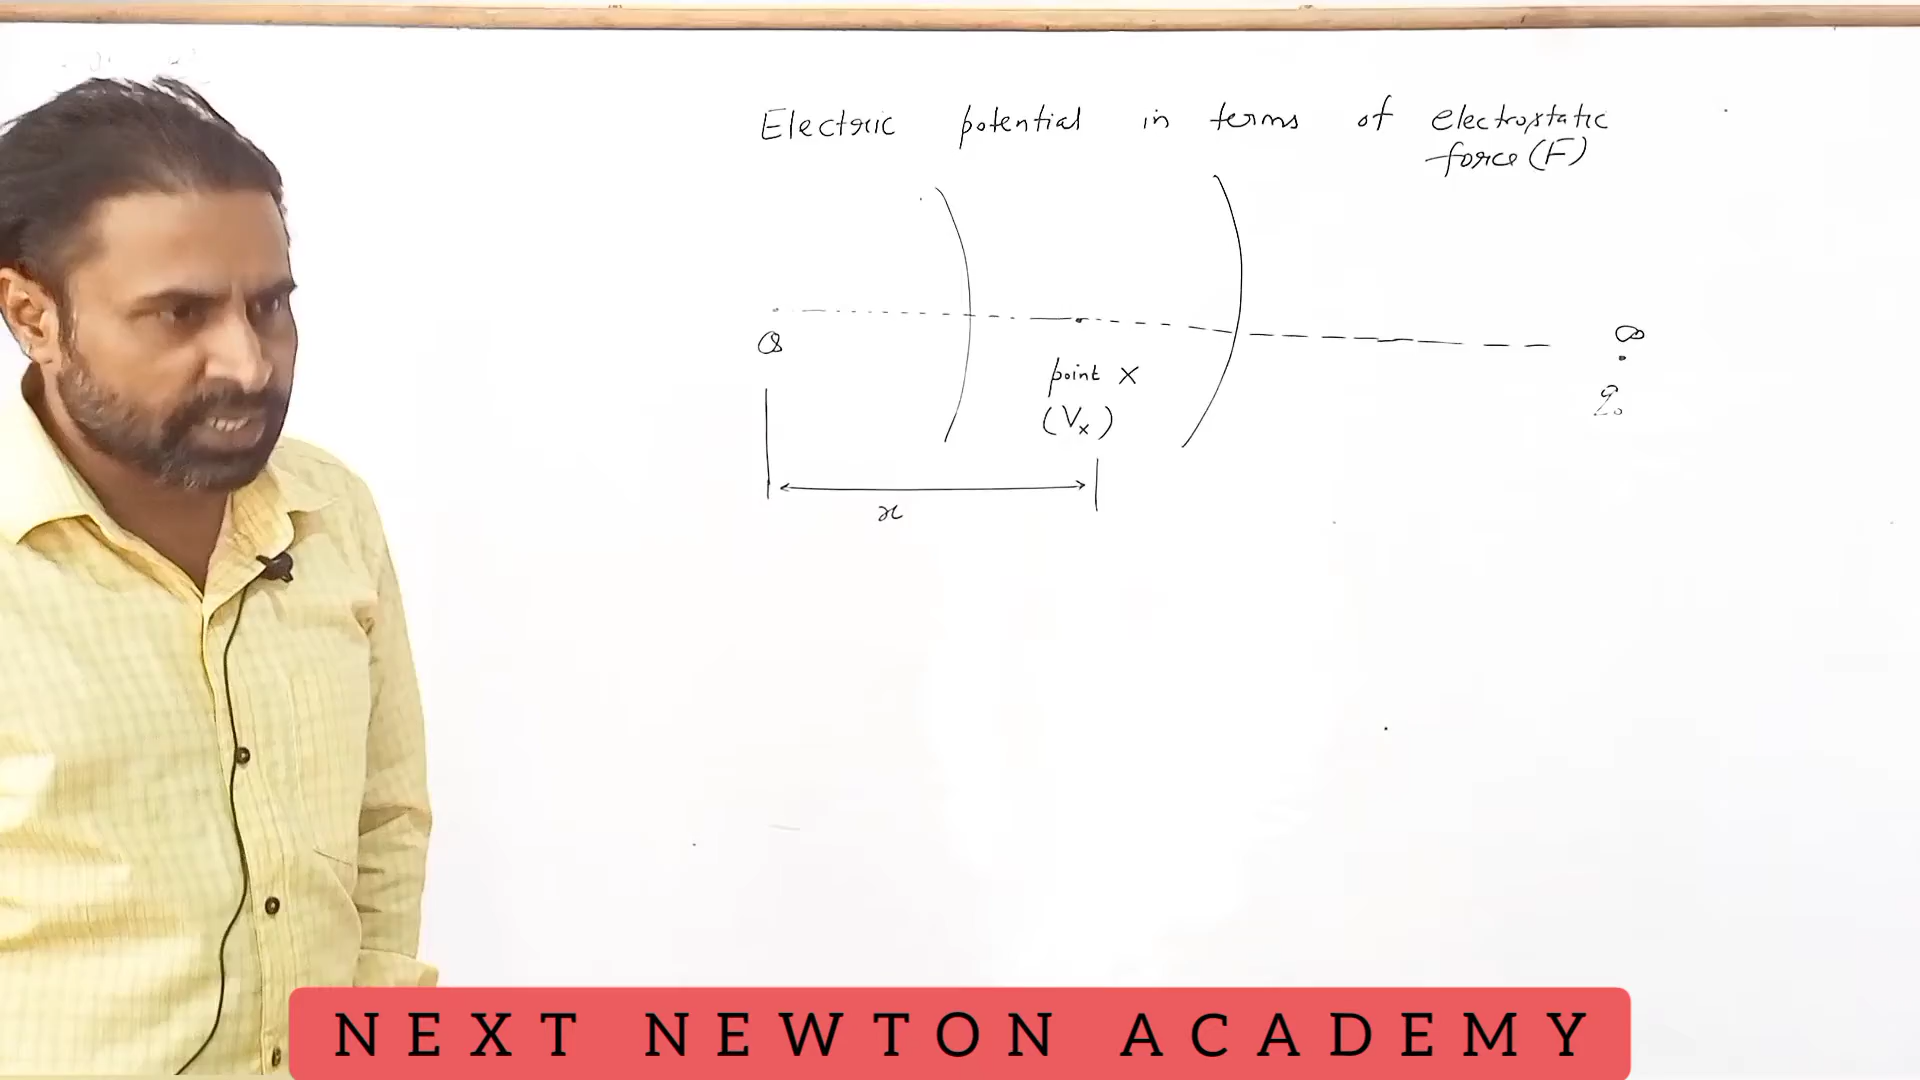 Electric potential in terms of electrostatic
force (F)
Q
∞
point X
(Vx)
q₀
x
NEXT NEWTON ACADEMY